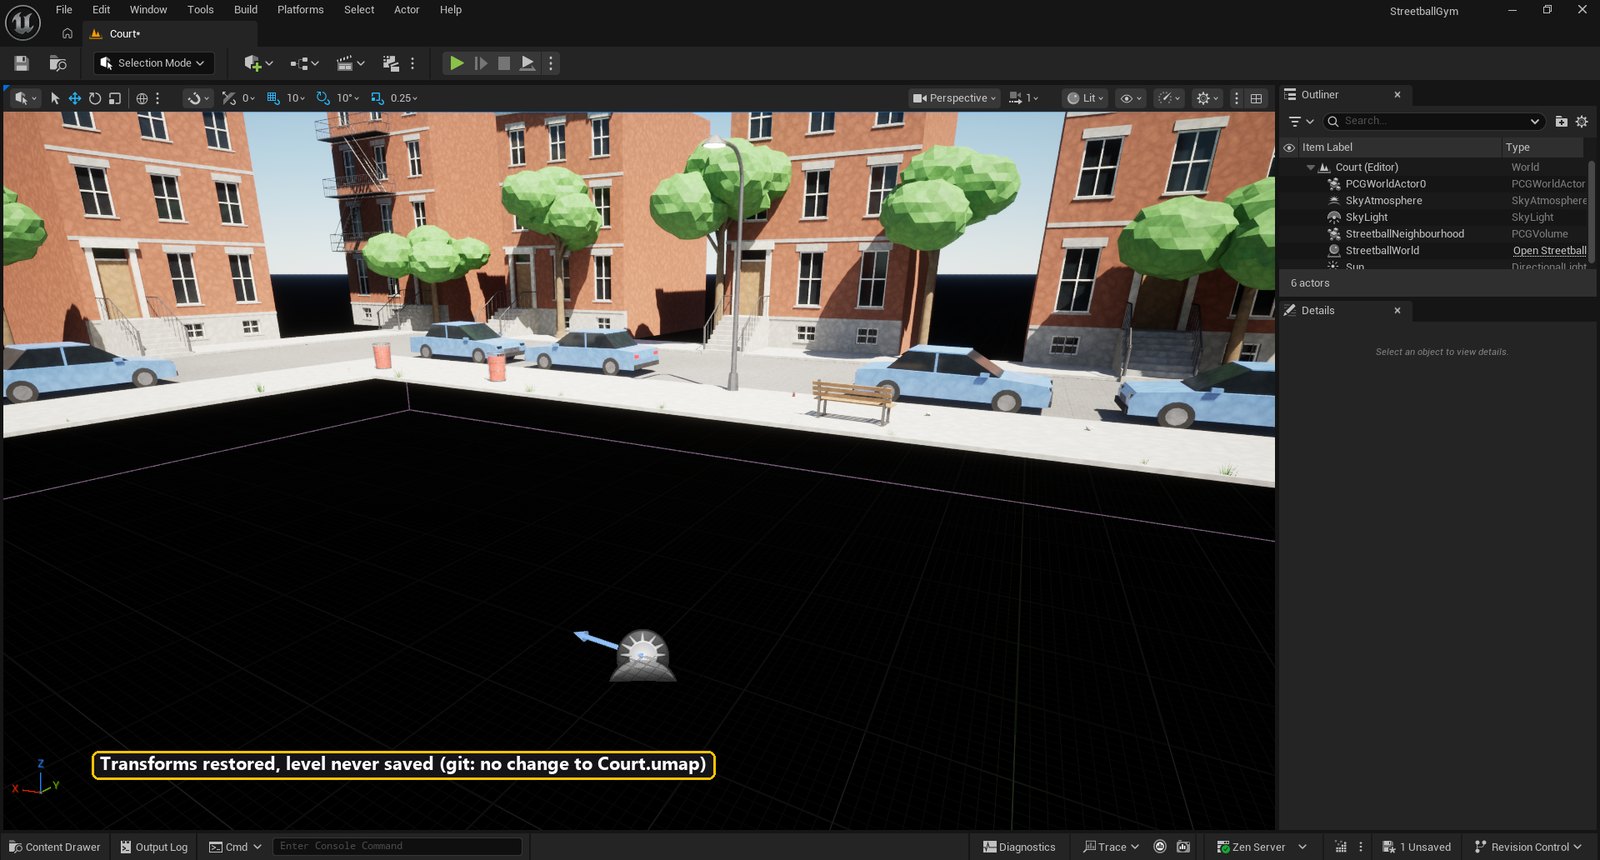 File Edit Window Tools Build Platforms Select Actor Help
StreetballGym
Court*
Selection Mode
0 10 10° 0.25
Perspective 1 Lit
Outliner
Search...
Item Label Type
Court (Editor) World
PCGWorldActor0 PCGWorldActor
SkyAtmosphere SkyAtmosphere
SkyLight SkyLight
StreetballNeighbourhood PCGVolume
StreetballWorld Open Streetball
Sun DirectionalLight
6 actors
Details
Select an object to view details.
Transforms restored, level never saved (git: no change to Court.umap)
Z
X Y
Content Drawer Output Log Cmd Enter Console Command Diagnostics Trace Zen Server 1 Unsaved Revision Control